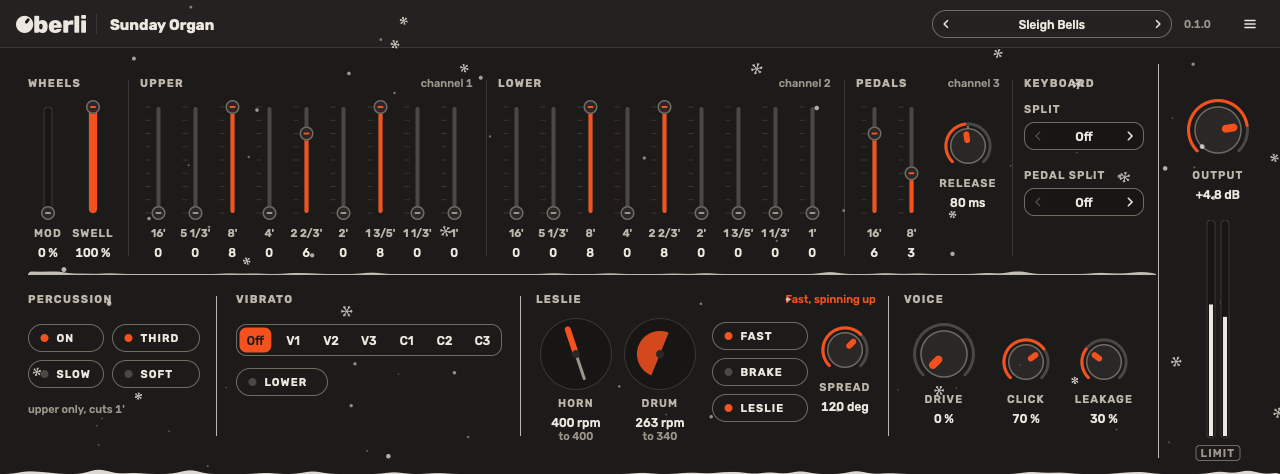 Oberli Sunday Organ Sleigh Bells 0.1.0
WHEELS UPPER channel 1 LOWER channel 2 PEDALS channel 3 KEYBOARD
SPLIT
Off
RELEASE
80 ms
PEDAL SPLIT
Off
OUTPUT
+4.8 dB
MOD SWELL 16' 5 1/3' 8' 4' 2 2/3' 2' 1 3/5' 1 1/3' 1' 16' 5 1/3' 8' 4' 2 2/3' 2' 1 3/5' 1 1/3' 1' 16' 8'
0 % 100 % 0 0 8 0 6 0 8 0 0 0 0 8 0 8 0 0 0 0 6 3
PERCUSSION VIBRATO LESLIE Fast, spinning up VOICE
ON THIRD
SLOW SOFT
upper only, cuts 1'
Off V1 V2 V3 C1 C2 C3
LOWER
HORN DRUM
400 rpm 263 rpm
to 400 to 340
FAST
BRAKE
LESLIE
SPREAD
120 deg
DRIVE CLICK LEAKAGE
0 % 70 % 30 %
LIMIT